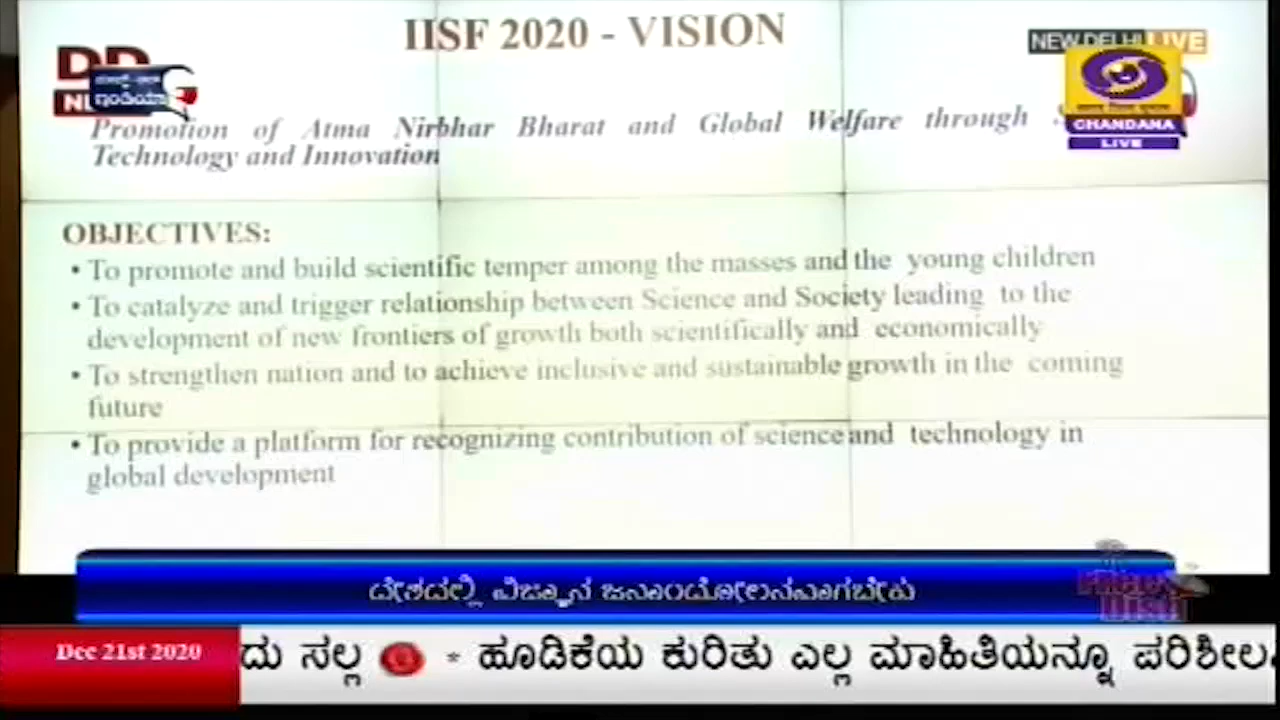 IISF 2020 - VISION
NEW DELHI LIVE
DD
CHANDANA
LIVE
Promotion of Atma Nirbhar Bharat and Global Welfare through
Technology and Innovation
OBJECTIVES:
• To promote and build scientific temper among the masses and the young children
• To catalyze and trigger relationship between Science and Society leading to the
development of new frontiers of growth both scientifically and economically
• To strengthen nation and to achieve inclusive and sustainable growth in the coming
future
• To provide a platform for recognizing contribution of science and technology in
global development
ದೇಶದಲ್ಲಿ ವಿಜ್ಞಾನ ಜನಾಂದೋಲನವಾಗಬೇಕು
Dec 21st 2020
ದು ಸಲ್ಲ * ಹೂಡಿಕೆಯ ಕುರಿತು ಎಲ್ಲ ಮಾಹಿತಿಯನ್ನೂ